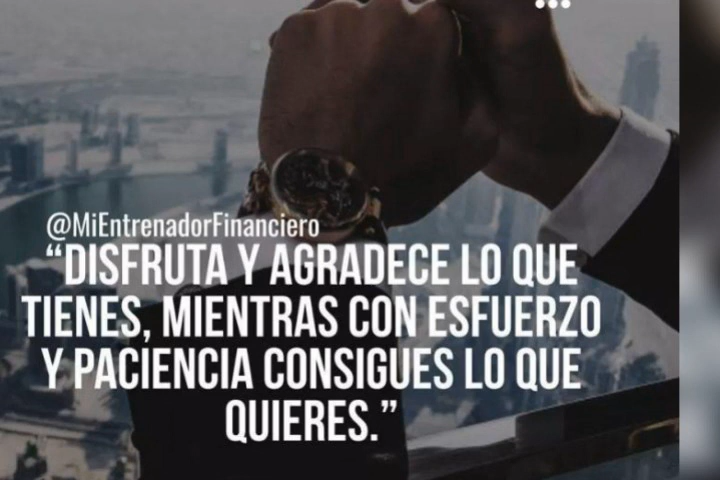 @MiEntrenadorFinanciero
“DISFRUTA Y AGRADECE LO QUE
TIENES, MIENTRAS CON ESFUERZO
Y PACIENCIA CONSIGUES LO QUE
QUIERES.”